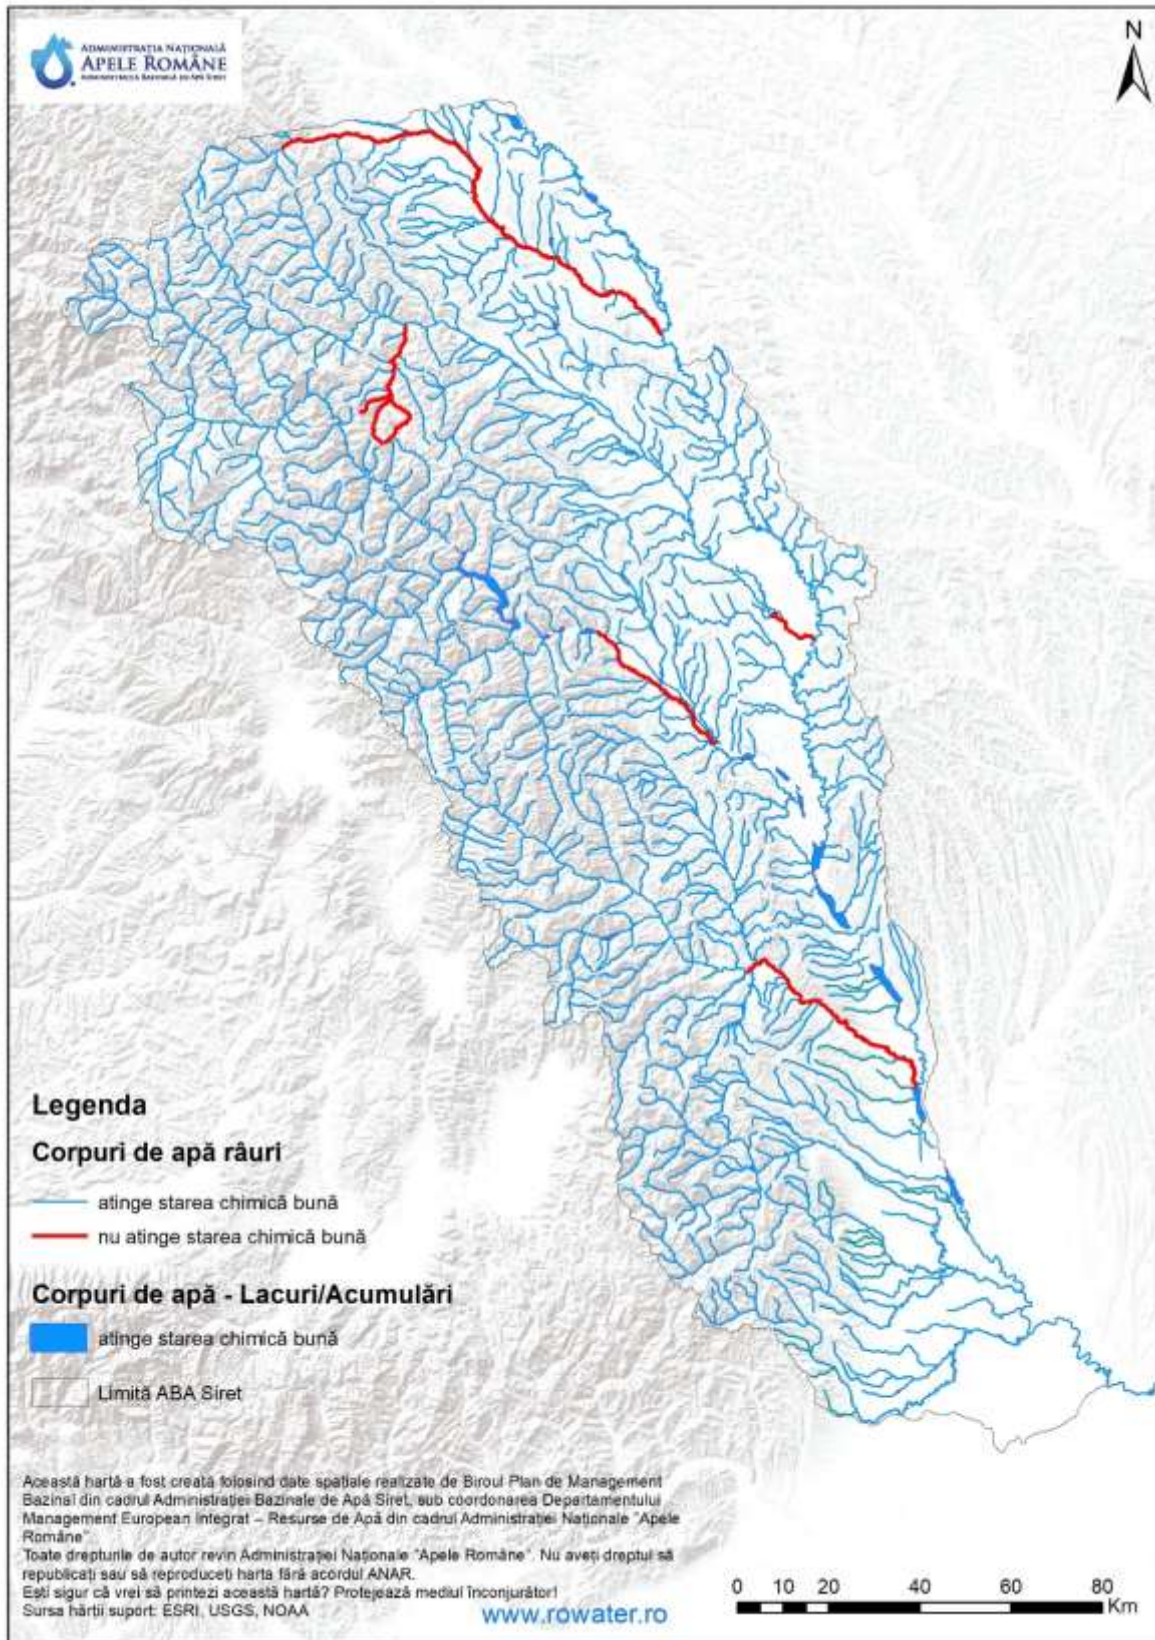 ADMINISTRAȚIA NAȚIONALĂ
APELE ROMÂNE
ADMINISTRAȚIA BAZINALĂ DE APĂ SIRET
N
Legenda
Corpuri de apă râuri
atinge starea chimică bună
nu atinge starea chimică bună
Corpuri de apă - Lacuri/Acumulări
atinge starea chimică bună
Limită ABA Siret
Această hartă a fost creată folosind date spațiale realizate de Biroul Plan de Management
Bazinal din cadrul Administrației Bazinale de Apă Siret, sub coordonarea Departamentului
Management European Integrat – Resurse de Apă din cadrul Administrației Naționale "Apele
Române"
Toate drepturile de autor revin Administrației Naționale "Apele Române". Nu aveți dreptul să
republicați sau să reproduceți harta fără acordul ANAR.
Ești sigur că vrei să printezi această hartă? Protejează mediul înconjurător!
Sursa hărții suport: ESRI, USGS, NOAA
www.rowater.ro
0 10 20 40 60 80
Km